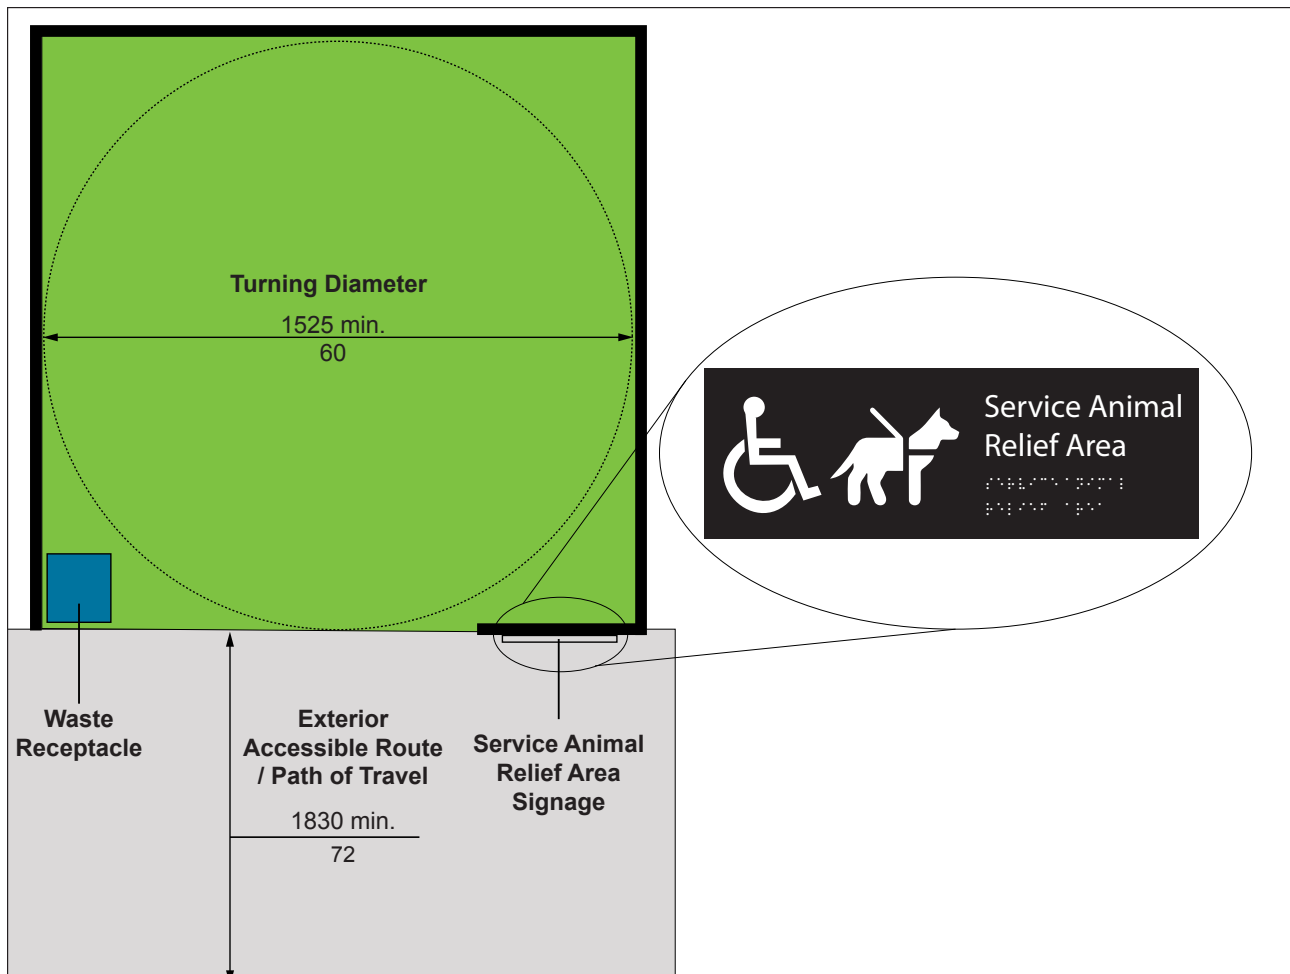 Turning Diameter
1525 min.
60
Service Animal
Relief Area
⠎⠑⠗⠧⠊⠉⠑⠁⠝⠊⠍⠁⠇
⠗⠑⠇⠊⠑⠋ ⠁⠗⠑⠁
Waste
Receptacle
Exterior
Accessible Route
/ Path of Travel
1830 min.
72
Service Animal
Relief Area
Signage